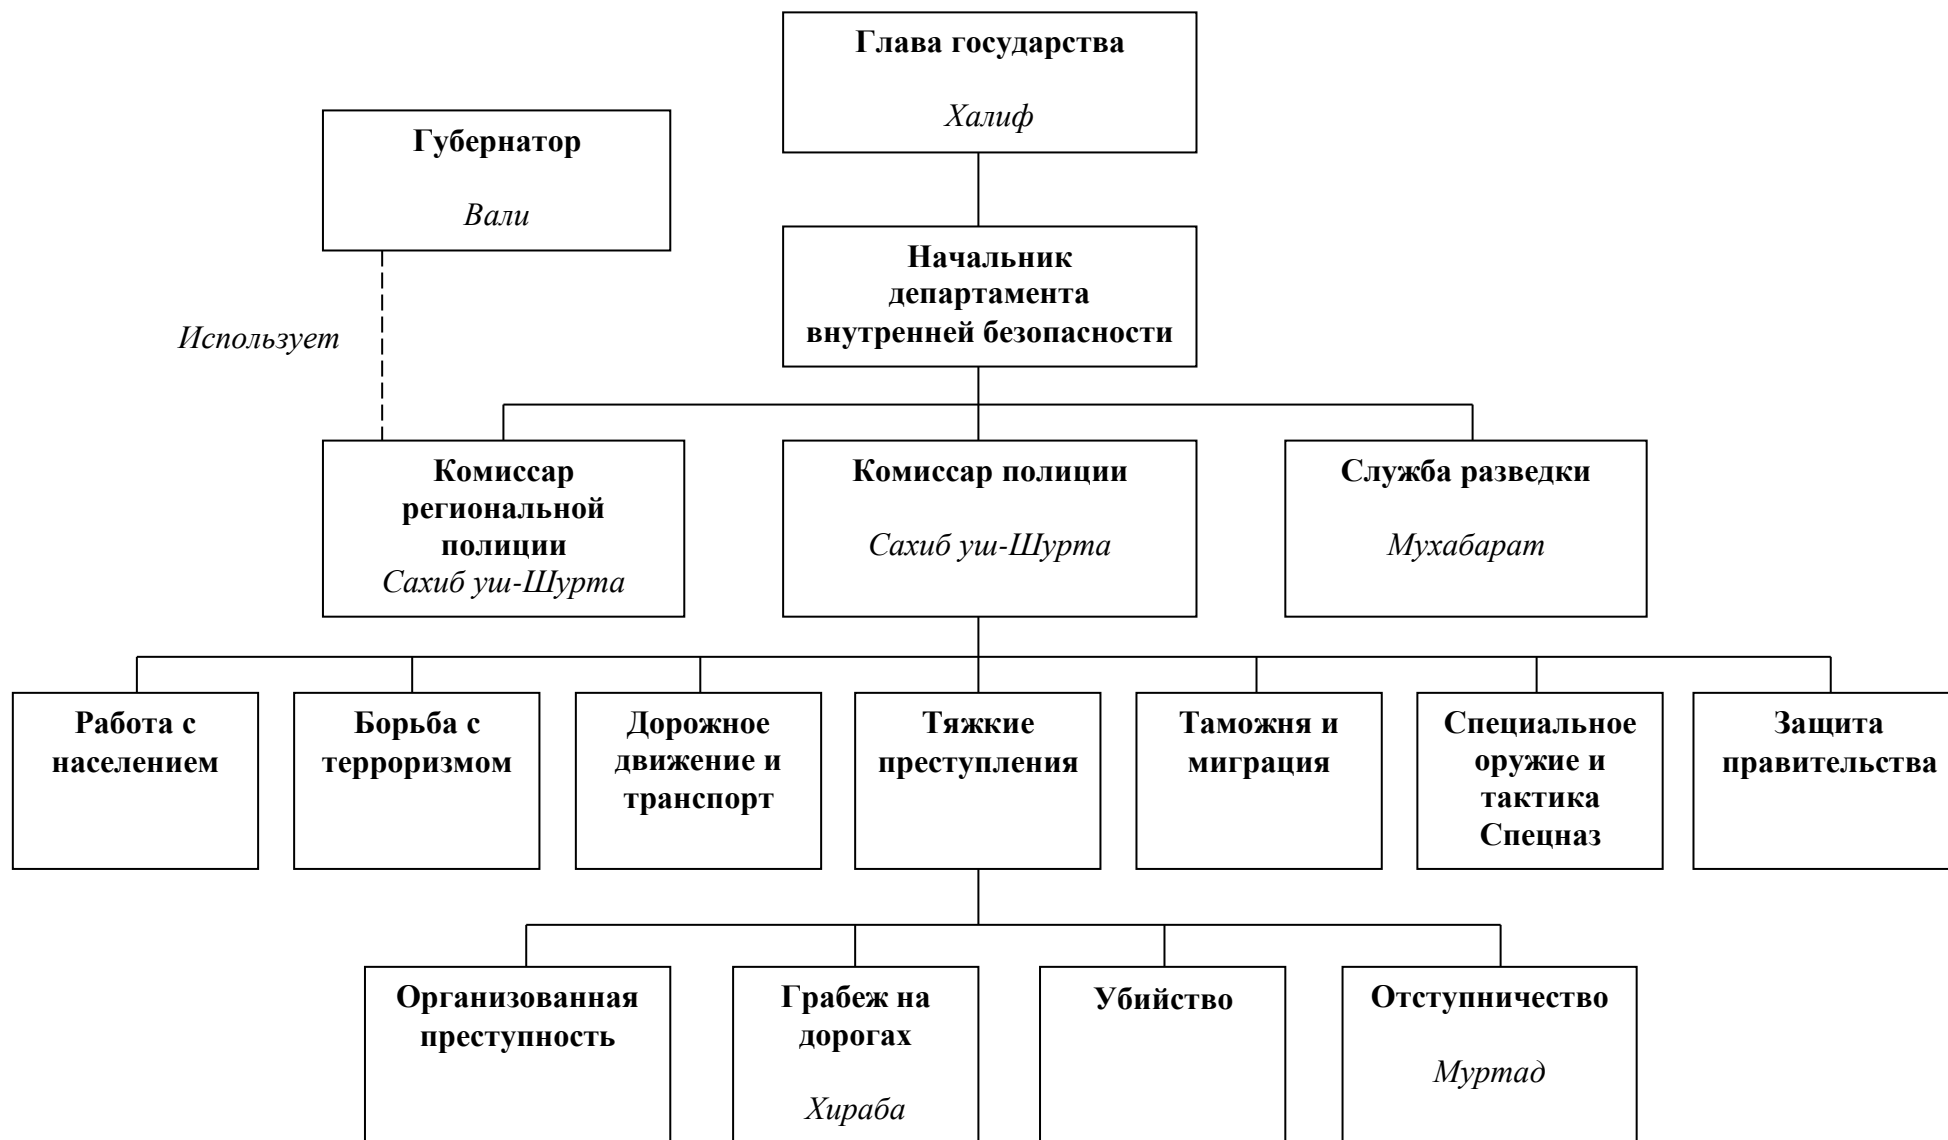 Глава государства
Халиф
Губернатор
Вали
Начальник
департамента
внутренней безопасности
Использует
Комиссар
региональной
полиции
Сахиб уш-Шурта
Комиссар полиции
Сахиб уш-Шурта
Служба разведки
Мухабарат
Работа с
населением
Борьба с
терроризмом
Дорожное
движение и
транспорт
Тяжкие
преступления
Таможня и
миграция
Специальное
оружие и
тактика
Спецназ
Защита
правительства
Организованная
преступность
Грабеж на
дорогах
Хираба
Убийство
Отступничество
Муртад